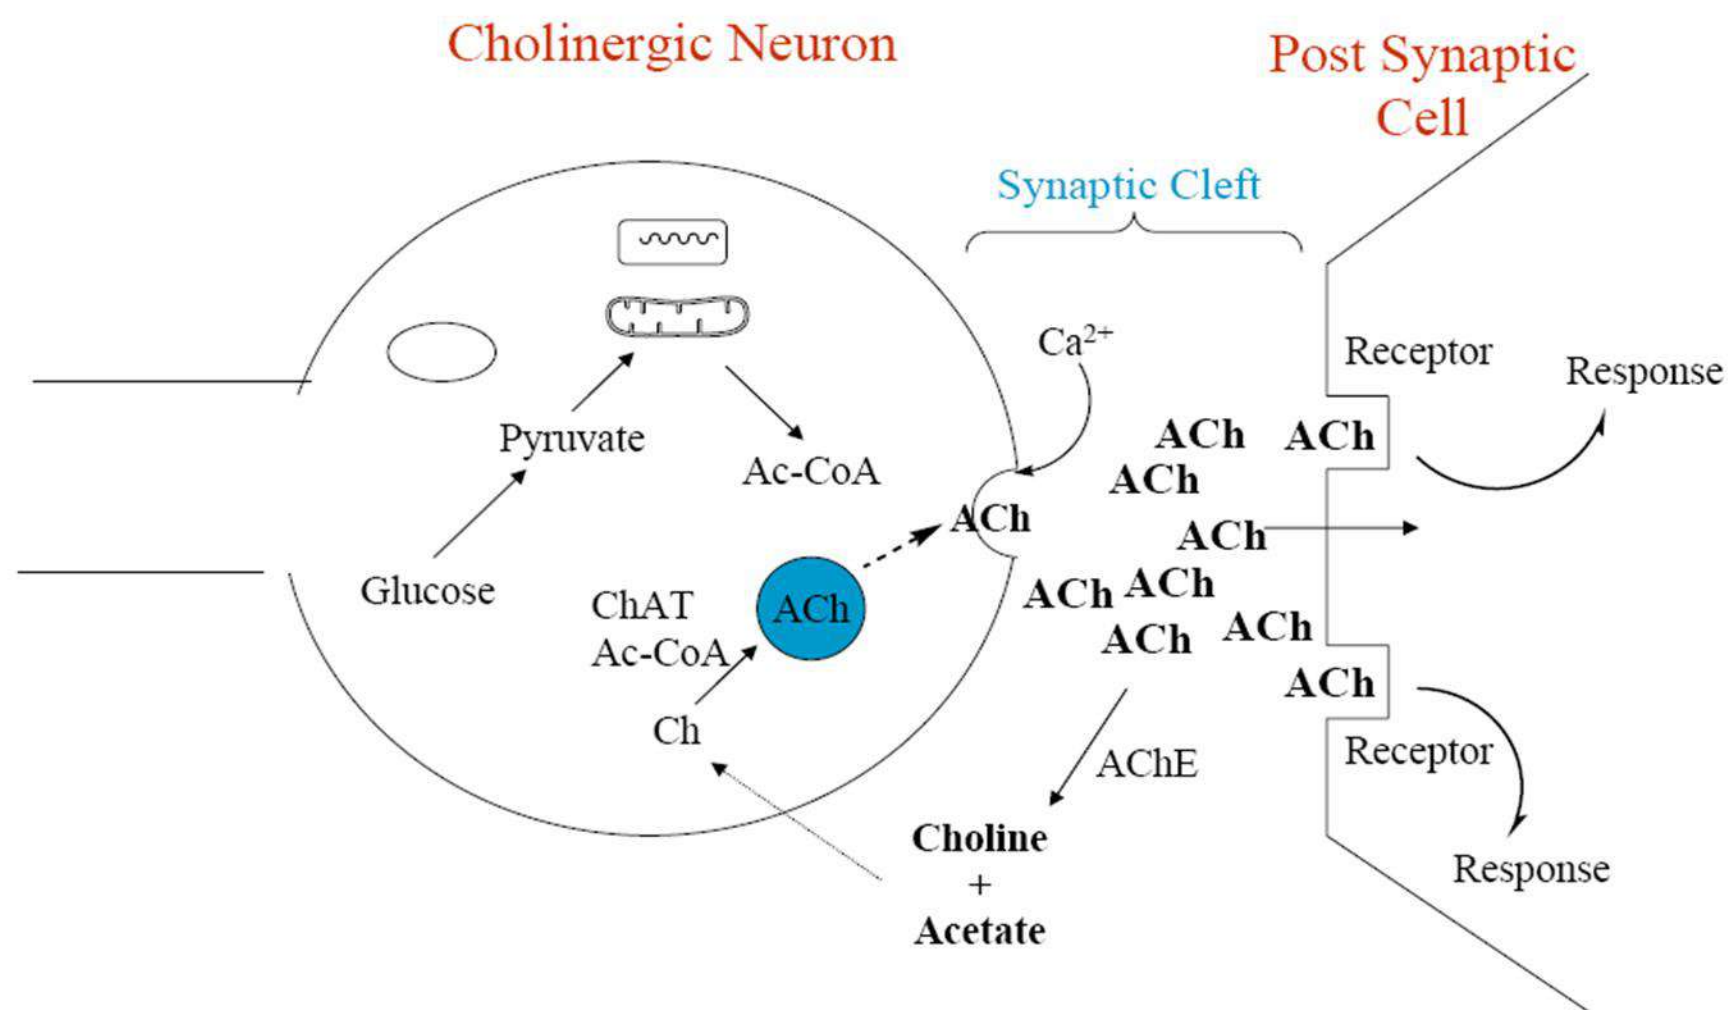 Cholinergic Neuron
Post Synaptic
Cell
Synaptic Cleft
Ca²⁺
Receptor
Response
Pyruvate
Ac-CoA
ACh
ACh
ACh
ACh
ACh
Glucose
ChAT
Ac-CoA
ACh
ACh
ACh
ACh
ACh
ACh
Ch
Receptor
AChE
Response
Choline
+
Acetate